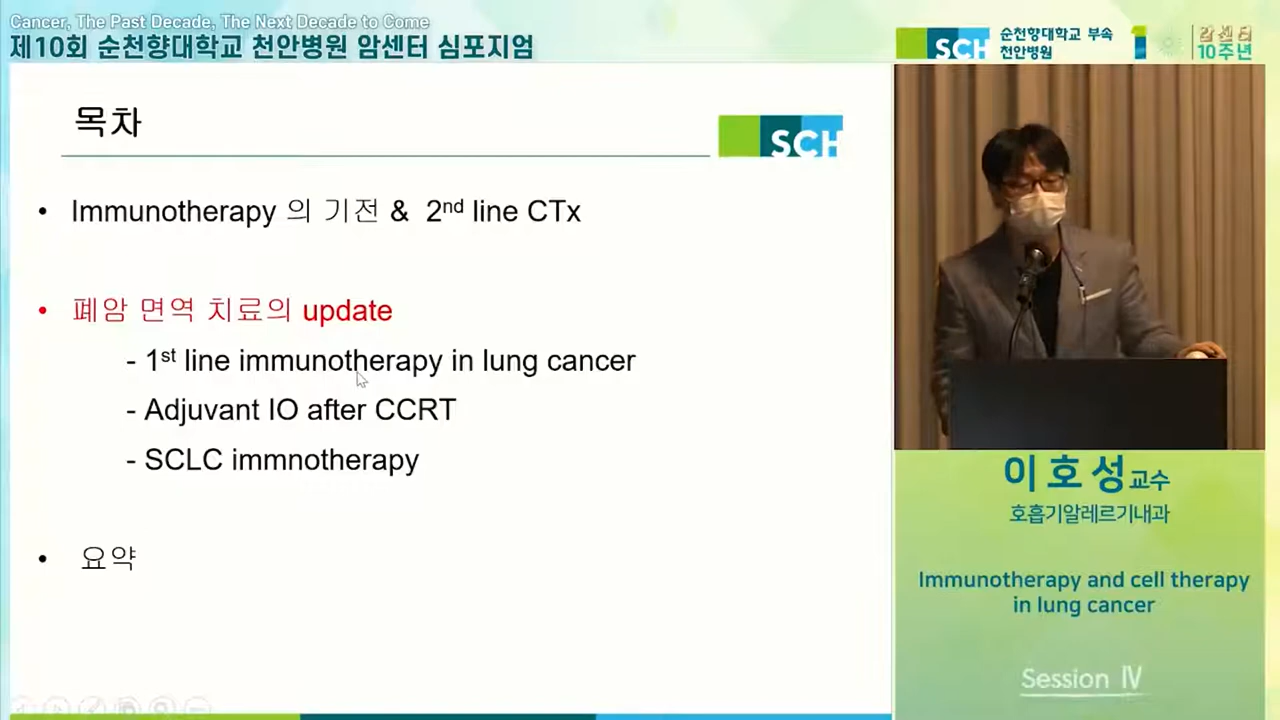 Cancer, The Past Decade, The Next Decade to Come
제10회 순천향대학교 천안병원 암센터 심포지엄
SCH
순천향대학교 부속
천안병원
암센터
10주년
목차
SCH
• Immunotherapy 의 기전 & 2nd line CTx
• 폐암 면역 치료의 update
- 1st line immunotherapy in lung cancer
- Adjuvant IO after CCRT
- SCLC immnotherapy
• 요약
이호성교수
호흡기알레르기내과
Immunotherapy and cell therapy
in lung cancer
Session Ⅳ